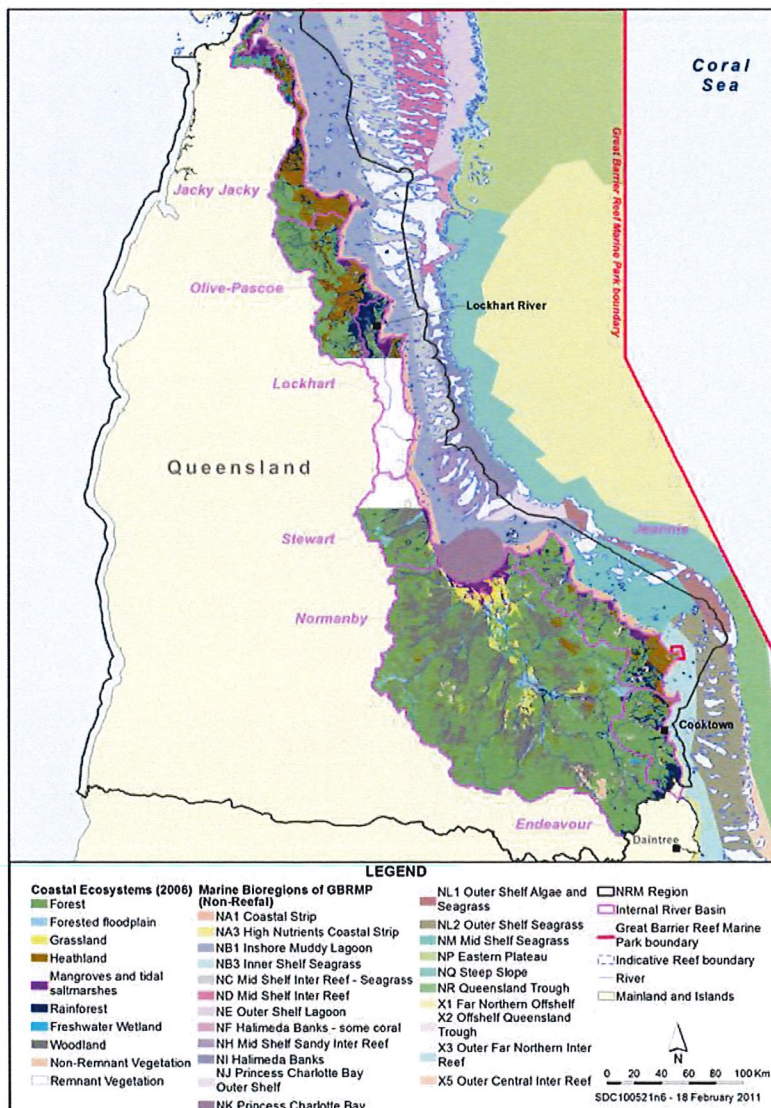 Coral
Sea
Great Barrier Reef Marine Park boundary
Jacky Jacky
Olive-Pascoe
Lockhart River
Lockhart
Queensland
Jeannie
Stewart
Normanby
Cooktown
Endeavour
Daintree
LEGEND
Coastal Ecosystems (2006)
Forest
Forested floodplain
Grassland
Heathland
Mangroves and tidal
saltmarshes
Rainforest
Freshwater Wetland
Woodland
Non-Remnant Vegetation
Remnant Vegetation
Marine Bioregions of GBRMP
(Non-Reefal)
NA1 Coastal Strip
NA3 High Nutrients Coastal Strip
NB1 Inshore Muddy Lagoon
NB3 Inner Shelf Seagrass
NC Mid Shelf Inter Reef - Seagrass
ND Mid Shelf Inter Reef
NE Outer Shelf Lagoon
NF Halimeda Banks - some coral
NH Mid Shelf Sandy Inter Reef
NI Halimeda Banks
NJ Princess Charlotte Bay
Outer Shelf
NK Princess Charlotte Bay
NL1 Outer Shelf Algae and
Seagrass
NL2 Outer Shelf Seagrass
NM Mid Shelf Seagrass
NP Eastern Plateau
NQ Steep Slope
NR Queensland Trough
X1 Far Northern Offshelf
X2 Offshelf Queensland
Trough
X3 Outer Far Northern Inter
Reef
X5 Outer Central Inter Reef
NRM Region
Internal River Basin
Great Barrier Reef Marine
Park boundary
Indicative Reef boundary
River
Mainland and Islands
N
0 20 40 60 80 100 Km
SDC100521n6 - 18 February 2011